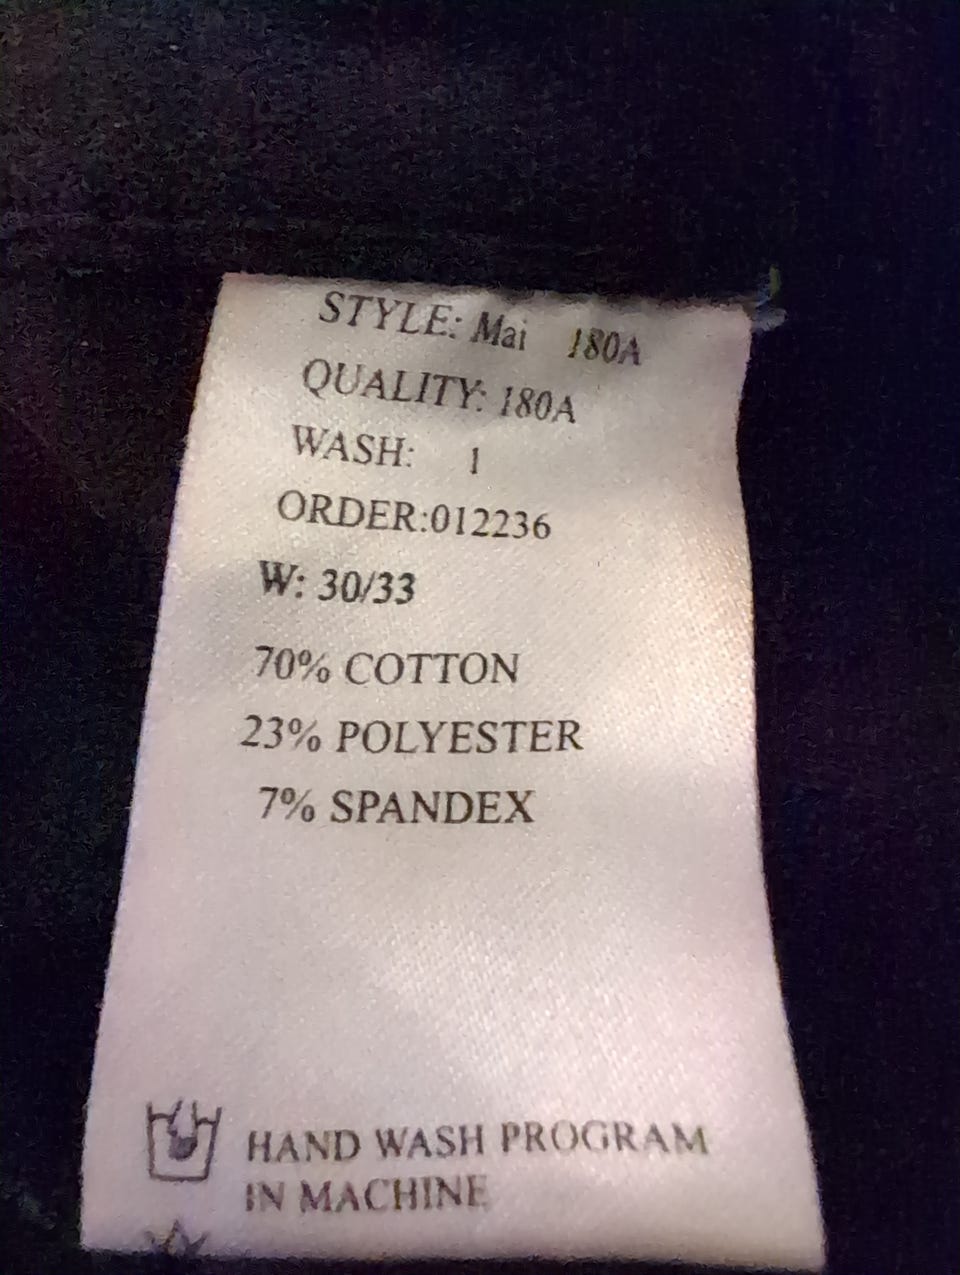 STYLE: Mai 180A
QUALITY: 180A
WASH: 1
ORDER:012236
W: 30/33
70% COTTON
23% POLYESTER
7% SPANDEX
HAND WASH PROGRAM
IN MACHINE